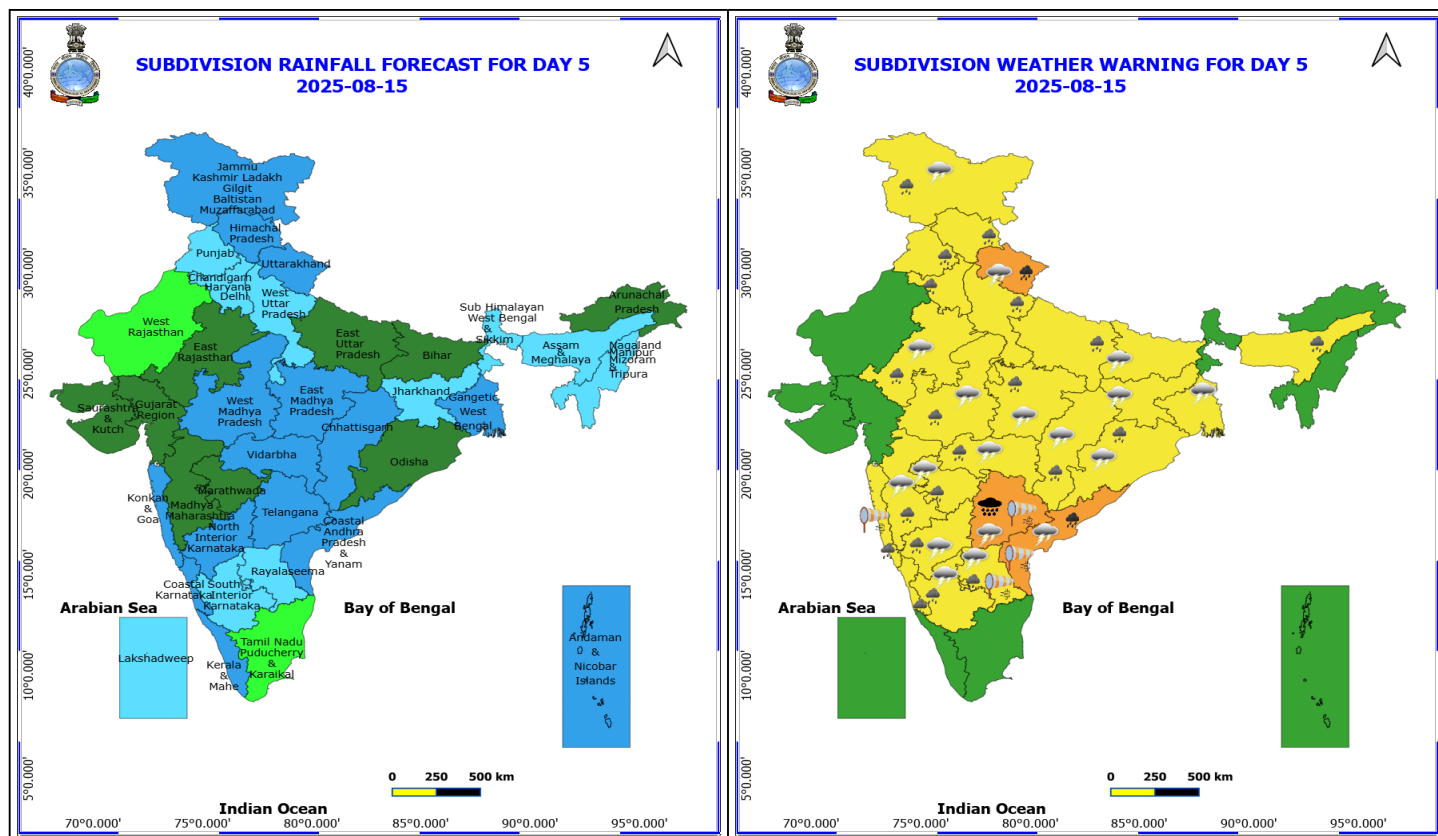 SUBDIVISION RAINFALL FORECAST FOR DAY 5
2025-08-15
40°0.000'
35°0.000'
30°0.000'
25°0.000'
20°0.000'
15°0.000'
10°0.000'
5°0.000'
Jammu
Kashmir Ladakh
Gilgit
Baltistan
Muzaffarabad
Himachal
Pradesh
Punjab
Uttarakhand
Chandigarh
Haryana
Delhi
West
Uttar
Pradesh
West
Rajasthan
East
Rajasthan
East
Uttar
Pradesh
Bihar
Sub Himalayan
West Bengal
&
Sikkim
Arunachal
Pradesh
Assam
&
Meghalaya
Nagaland
Manipur
Mizoram
&
Tripura
Saurashtra
&
Kutch
Gujarat
Region
West
Madhya
Pradesh
East
Madhya
Pradesh
Jharkhand
Gangetic
West
Bengal
Chhattisgarh
Vidarbha
Odisha
Konkan
&
Goa
Madhya
Maharashtra
Marathwada
Telangana
North
Interior
Karnataka
Coastal
Andhra
Pradesh
&
Yanam
Rayalaseema
Coastal
Karnataka
South
Interior
Karnataka
Arabian Sea
Bay of Bengal
Lakshadweep
Tamil Nadu
Puducherry
&
Karaikal
Kerala
&
Mahe
Andaman
&
Nicobar
Islands
0 250 500 km
Indian Ocean
70°0.000' 75°0.000' 80°0.000' 85°0.000' 90°0.000' 95°0.000'
SUBDIVISION WEATHER WARNING FOR DAY 5
2025-08-15
40°0.000'
35°0.000'
30°0.000'
25°0.000'
20°0.000'
15°0.000'
10°0.000'
5°0.000'
Arabian Sea
Bay of Bengal
0 250 500 km
Indian Ocean
70°0.000' 75°0.000' 80°0.000' 85°0.000' 90°0.000' 95°0.000'